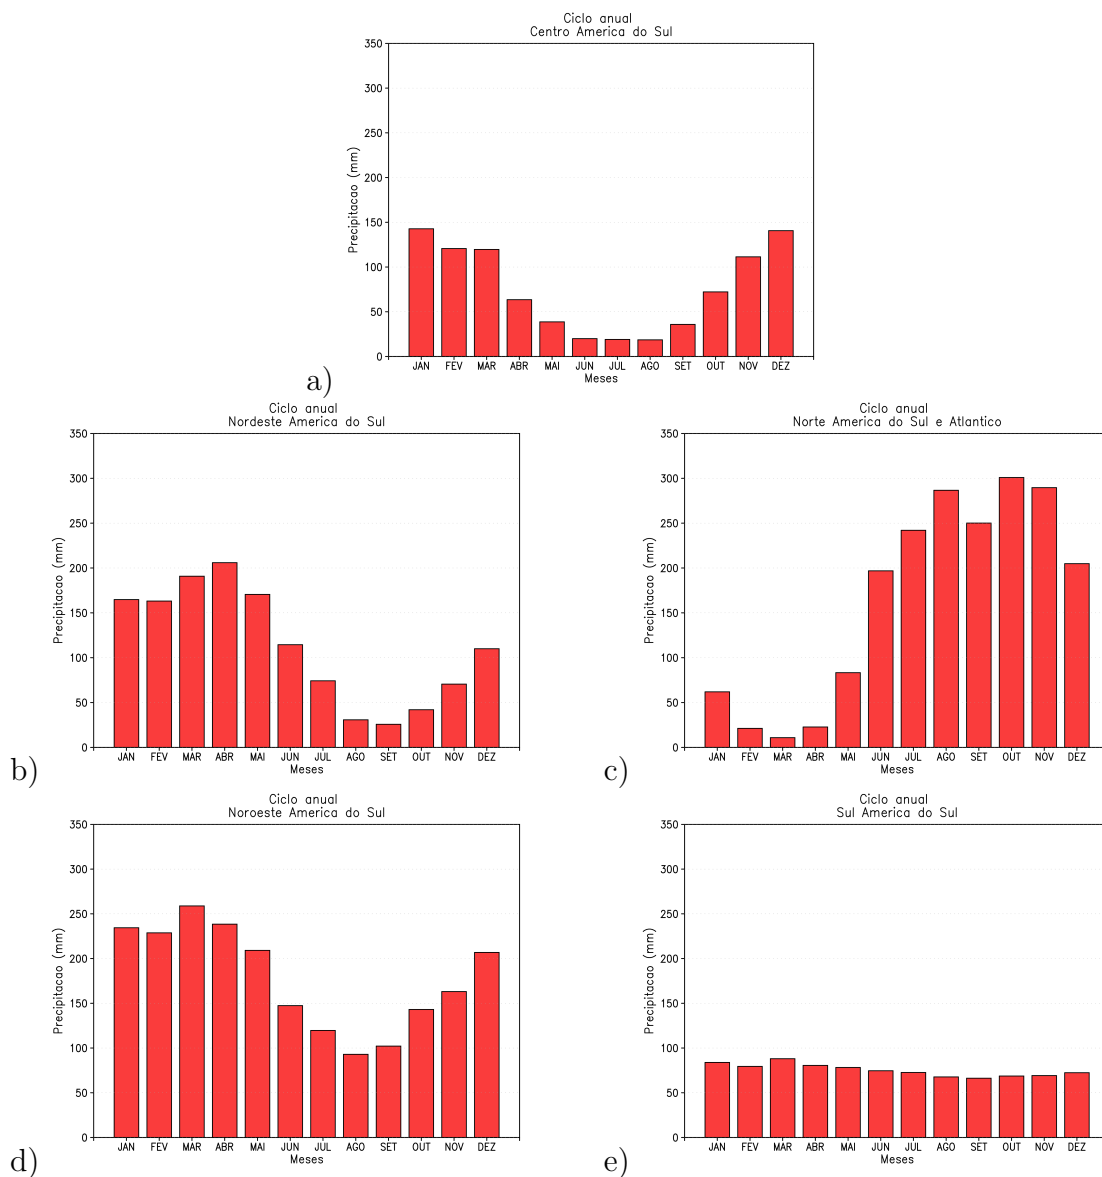 Ciclo anual
Centro America do Sul
Precipitacao (mm)
350
300
250
200
150
100
50
0
JAN FEV MAR ABR MAI JUN JUL AGO SET OUT NOV DEZ
Meses
a)
Ciclo anual
Nordeste America do Sul
Precipitacao (mm)
350
300
250
200
150
100
50
0
JAN FEV MAR ABR MAI JUN JUL AGO SET OUT NOV DEZ
Meses
b)
Ciclo anual
Norte America do Sul e Atlantico
Precipitacao (mm)
350
300
250
200
150
100
50
0
JAN FEV MAR ABR MAI JUN JUL AGO SET OUT NOV DEZ
Meses
c)
Ciclo anual
Noroeste America do Sul
Precipitacao (mm)
350
300
250
200
150
100
50
0
JAN FEV MAR ABR MAI JUN JUL AGO SET OUT NOV DEZ
Meses
d)
Ciclo anual
Sul America do Sul
Precipitacao (mm)
350
300
250
200
150
100
50
0
JAN FEV MAR ABR MAI JUN JUL AGO SET OUT NOV DEZ
Meses
e)